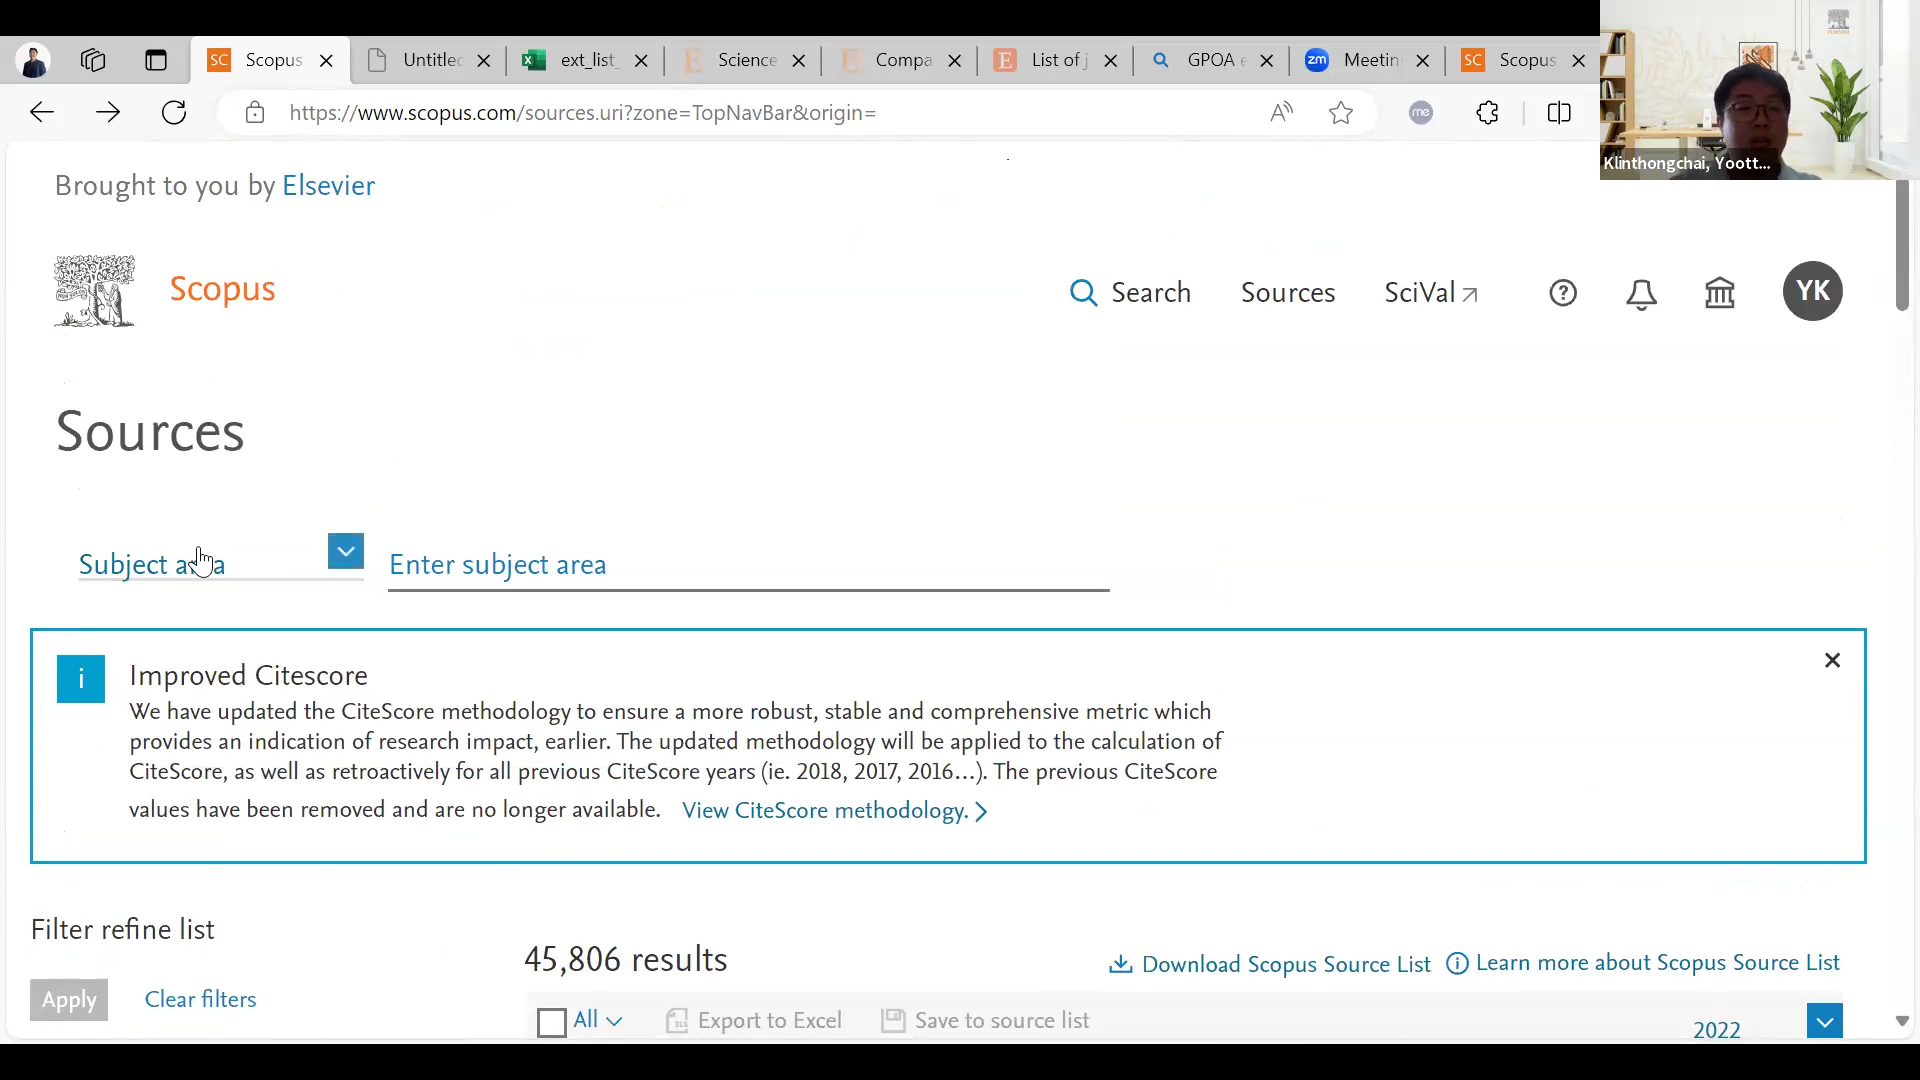 Scopus
Untitled
ext_list_
Science
Compa
List of j
GPOA e
Meetin
Scopus
https://www.scopus.com/sources.uri?zone=TopNavBar&origin=
me
Klinthongchai, Yoott...
Brought to you by Elsevier
Scopus
Search
Sources
SciVal
YK
Sources
Subject area
Enter subject area
Improved Citescore
We have updated the CiteScore methodology to ensure a more robust, stable and comprehensive metric which
provides an indication of research impact, earlier. The updated methodology will be applied to the calculation of
CiteScore, as well as retroactively for all previous CiteScore years (ie. 2018, 2017, 2016...). The previous CiteScore
values have been removed and are no longer available. View CiteScore methodology.
Filter refine list
45,806 results
Download Scopus Source List
Learn more about Scopus Source List
Apply
Clear filters
All
Export to Excel
Save to source list
2022